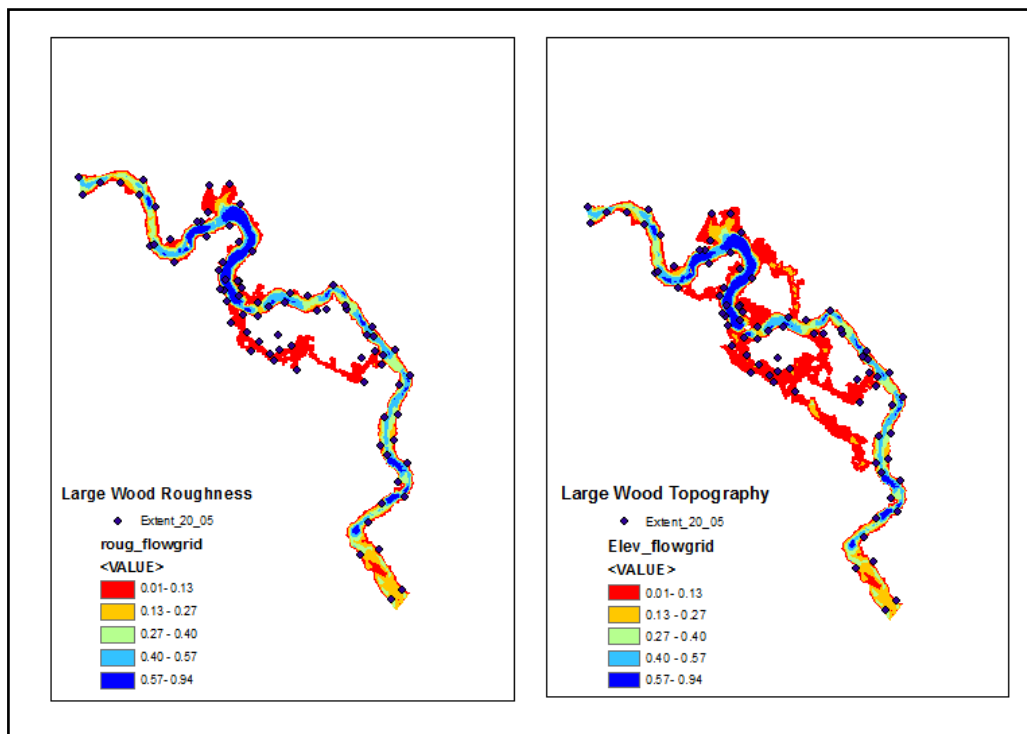 Large Wood Roughness
Extent_20_05
roug_flowgrid
<VALUE>
0.01- 0.13
0.13 - 0.27
0.27 - 0.40
0.40 - 0.57
0.57- 0.94
Large Wood Topography
Extent_20_05
Elev_flowgrid
<VALUE>
0.01 - 0.13
0.13 - 0.27
0.27 - 0.40
0.40 - 0.57
0.57- 0.94